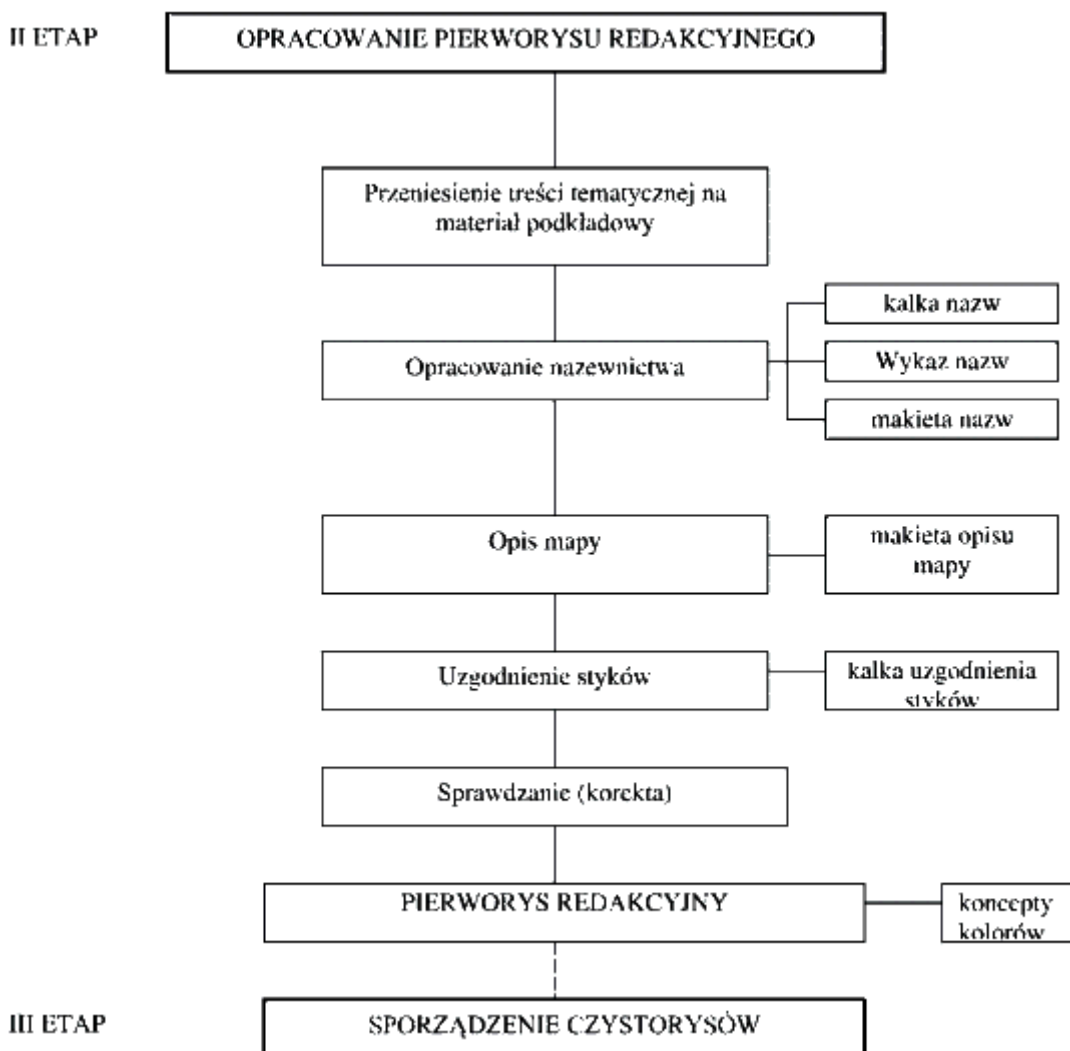 II ETAP
OPRACOWANIE PIERWORYSU REDAKCYJNEGO
Przeniesienie treści tematycznej na
materiał podkładowy
kalka nazw
Opracowanie nazewnictwa
Wykaz nazw
makieta nazw
Opis mapy
makieta opisu
mapy
Uzgodnienie styków
kalka uzgodnienia
styków
Sprawdzanie (korekta)
PIERWORYS REDAKCYJNY
koncepty
kolorów
III ETAP
SPORZĄDZENIE CZYSTORYSÓW